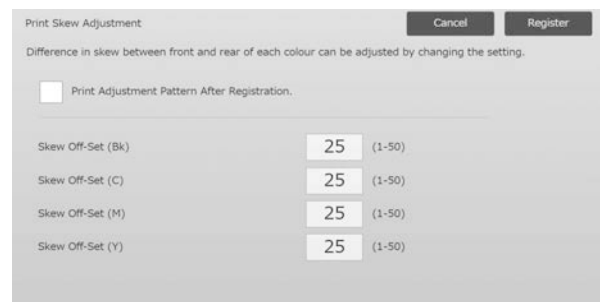 Print Skew Adjustment Cancel Register
Difference in skew between front and rear of each colour can be adjusted by changing the setting.
Print Adjustment Pattern After Registration.
Skew Off-Set (Bk) 25 (1-50)
Skew Off-Set (C) 25 (1-50)
Skew Off-Set (M) 25 (1-50)
Skew Off-Set (Y) 25 (1-50)